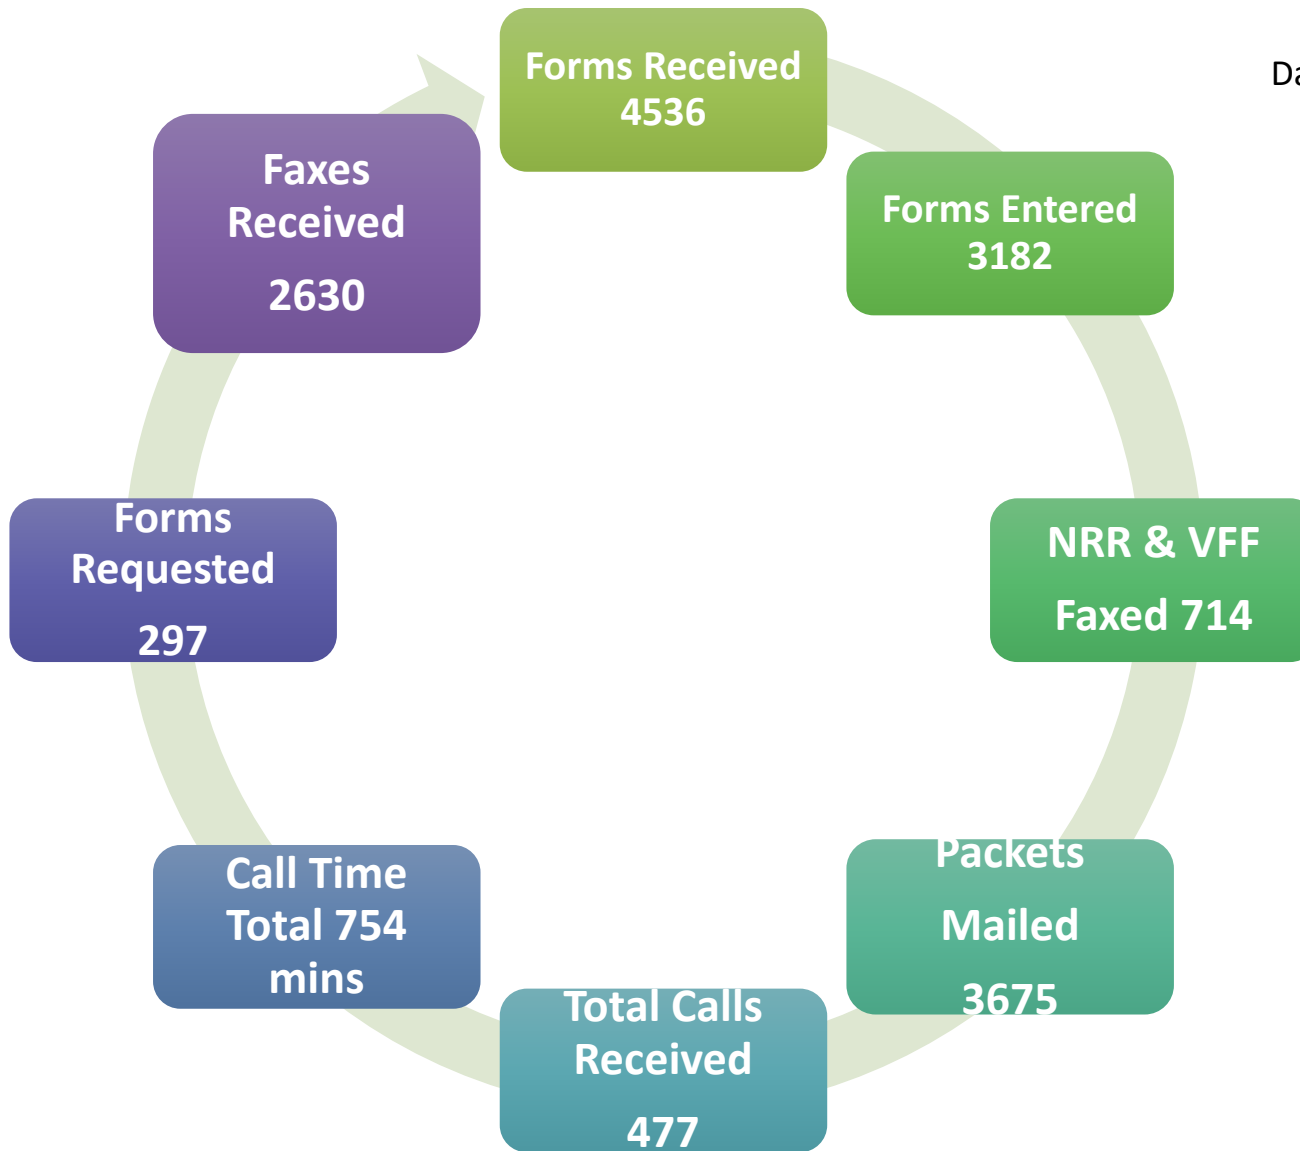 Forms Received
4536
Da
Forms Entered
3182
NRR & VFF
Faxed 714
Packets
Mailed
3675
Total Calls
Received
477
Call Time
Total 754
mins
Forms
Requested
297
Faxes
Received
2630